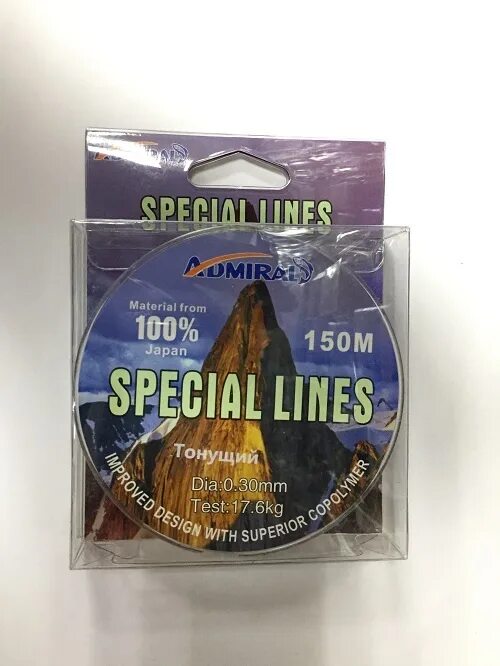 ADMIRAL
SPECIAL LINES
ADMIRAL
Material from
100%
Japan
150M
SPECIAL LINES
Тонущий
Dia:0.30mm
Test:17.6kg
IMPROVED DESIGN WITH SUPERIOR COPOLYMER